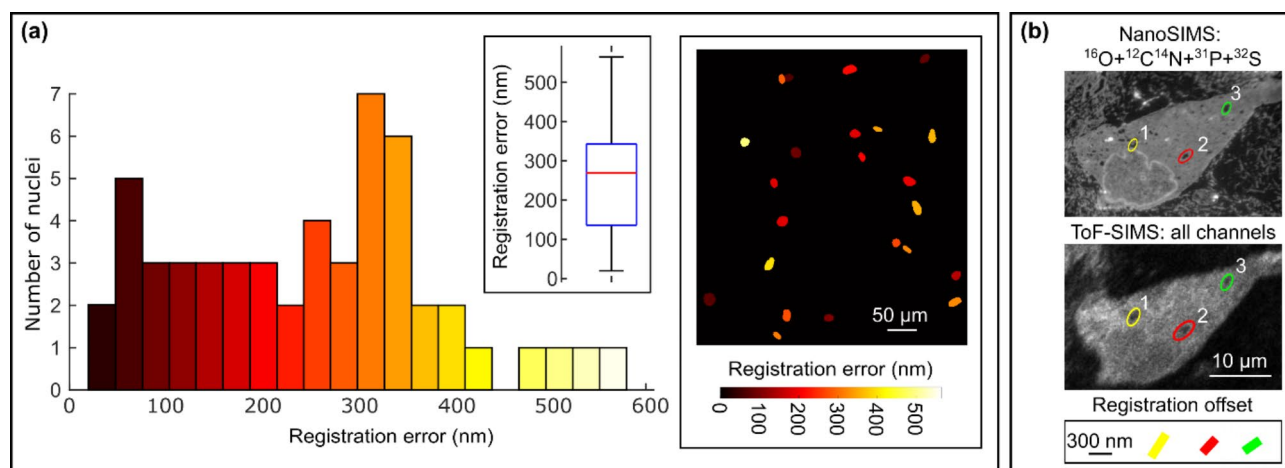 (a)
Number of nuclei
7
6
5
4
3
2
1
0
0 100 200 300 400 500 600
Registration error (nm)
Registration error (nm)
500
400
300
200
100
0
50 µm
Registration error (nm)
0 100 200 300 400 500
(b)
NanoSIMS:
¹⁶O+¹²C¹⁴N+³¹P+³²S
1
2
3
ToF-SIMS: all channels
1
2
3
10 µm
Registration offset
300 nm